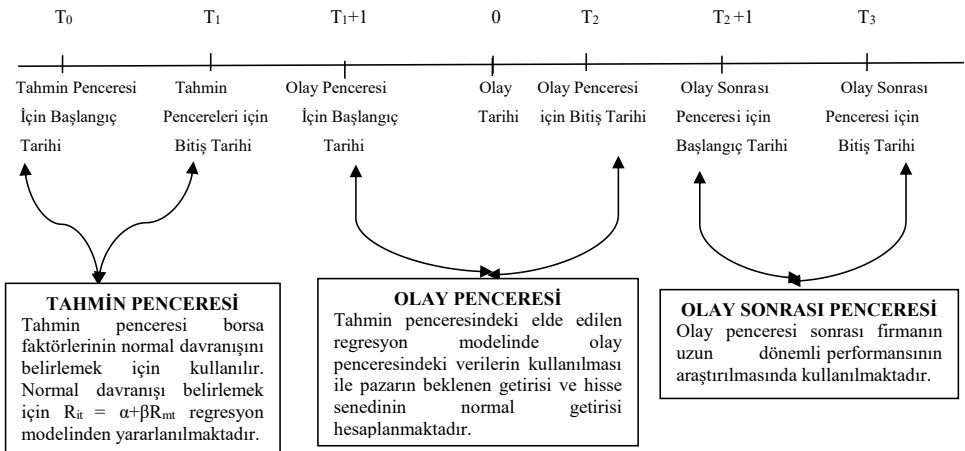 T₀ T₁ T₁+1 0 T₂ T₂ +1 T₃
Tahmin Penceresi Tahmin Olay Penceresi Olay Olay Penceresi Olay Sonrası Olay Sonrası
İçin Başlangıç Pencereleri için İçin Başlangıç Tarihi için Bitiş Tarihi Penceresi için Penceresi için
Tarihi Bitiş Tarihi Tarihi Başlangıç Tarihi Bitiş Tarihi
TAHMİN PENCERESİ
Tahmin penceresi borsa
faktörlerinin normal davranışını
belirlemek için kullanılır.
Normal davranışı belirlemek
için Rit = α+βRmt regresyon
modelinden yararlanılmaktadır.
OLAY PENCERESİ
Tahmin penceresindeki elde edilen
regresyon modelinde olay
penceresindeki verilerin kullanılması
ile pazarın beklenen getirisi ve hisse
senedinin normal getirisi
hesaplanmaktadır.
OLAY SONRASI PENCERESİ
Olay penceresi sonrası firmanın
uzun dönemli performansının
araştırılmasında kullanılmaktadır.